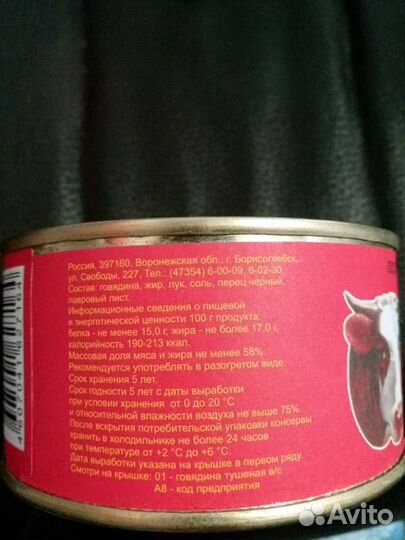 Россия, 397160, Воронежская обл., г. Борисоглебск,
ул. Свободы, 227, Тел.: (47354) 6-00-09, 6-02-30
Состав: говядина, жир, лук, соль, перец черный,
лавровый лист.
Информационные сведения о пищевой
и энергетической ценности 100 г продукта:
белка - не менее 15,0 г, жира - не более 17,0 г,
калорийность 190-213 ккал.
Массовая доля мяса и жира не менее 58%.
Рекомендуется употреблять в разогретом виде.
Срок хранения 5 лет.
Срок годности 5 лет с даты выработки
при условии хранения от 0 до 20 °С
и относительной влажности воздуха не выше 75%.
После вскрытия потребительской упаковки консервы
хранить в холодильнике не более 24 часов
при температуре от +2 °С до +6 °С.
Дата выработки указана на крышке в первом ряду.
Смотри на крышке: 01 - говядина тушеная в/с
А8 - код предприятия
Avito